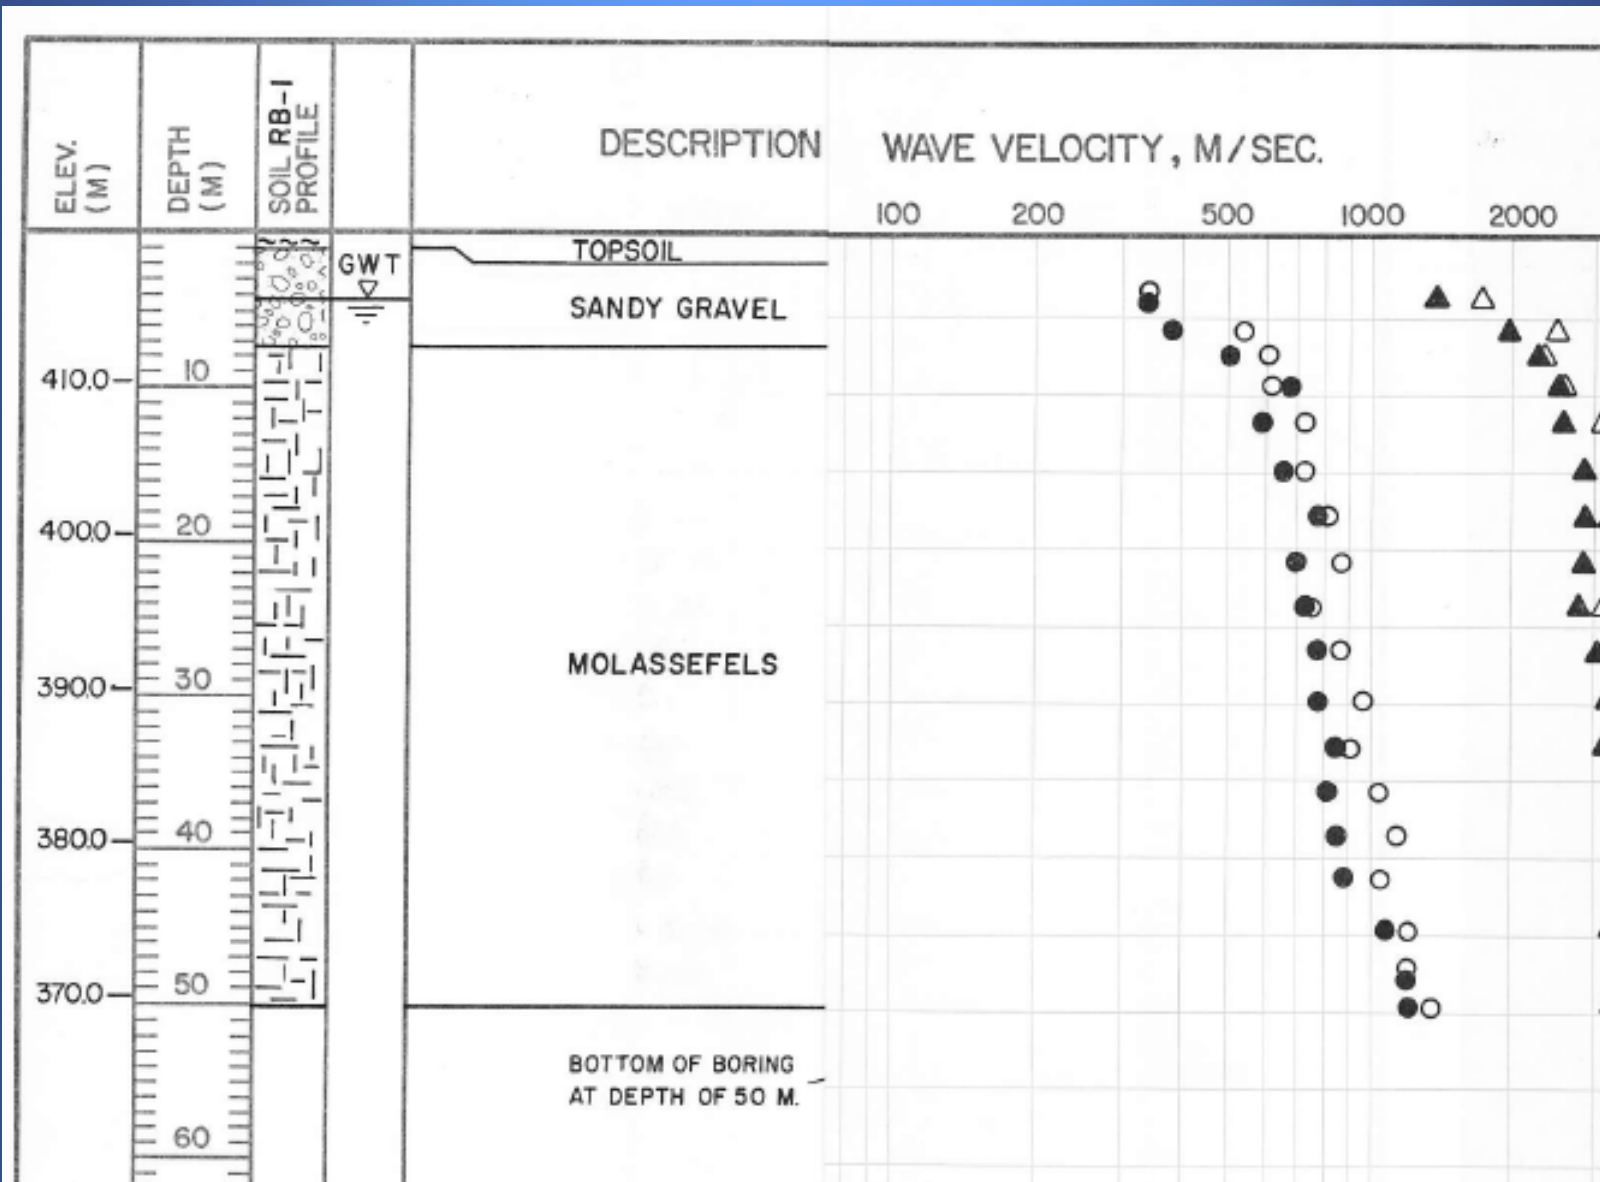 ELEV.
(M)
DEPTH
(M)
SOIL RB-1
PROFILE
DESCRIPTION
WAVE VELOCITY, M/SEC.
100
200
500
1000
2000
GWT
TOPSOIL
SANDY GRAVEL
410.0
10
400.0
20
MOLASSEFELS
390.0
30
380.0
40
370.0
50
BOTTOM OF BORING
AT DEPTH OF 50 M.
60